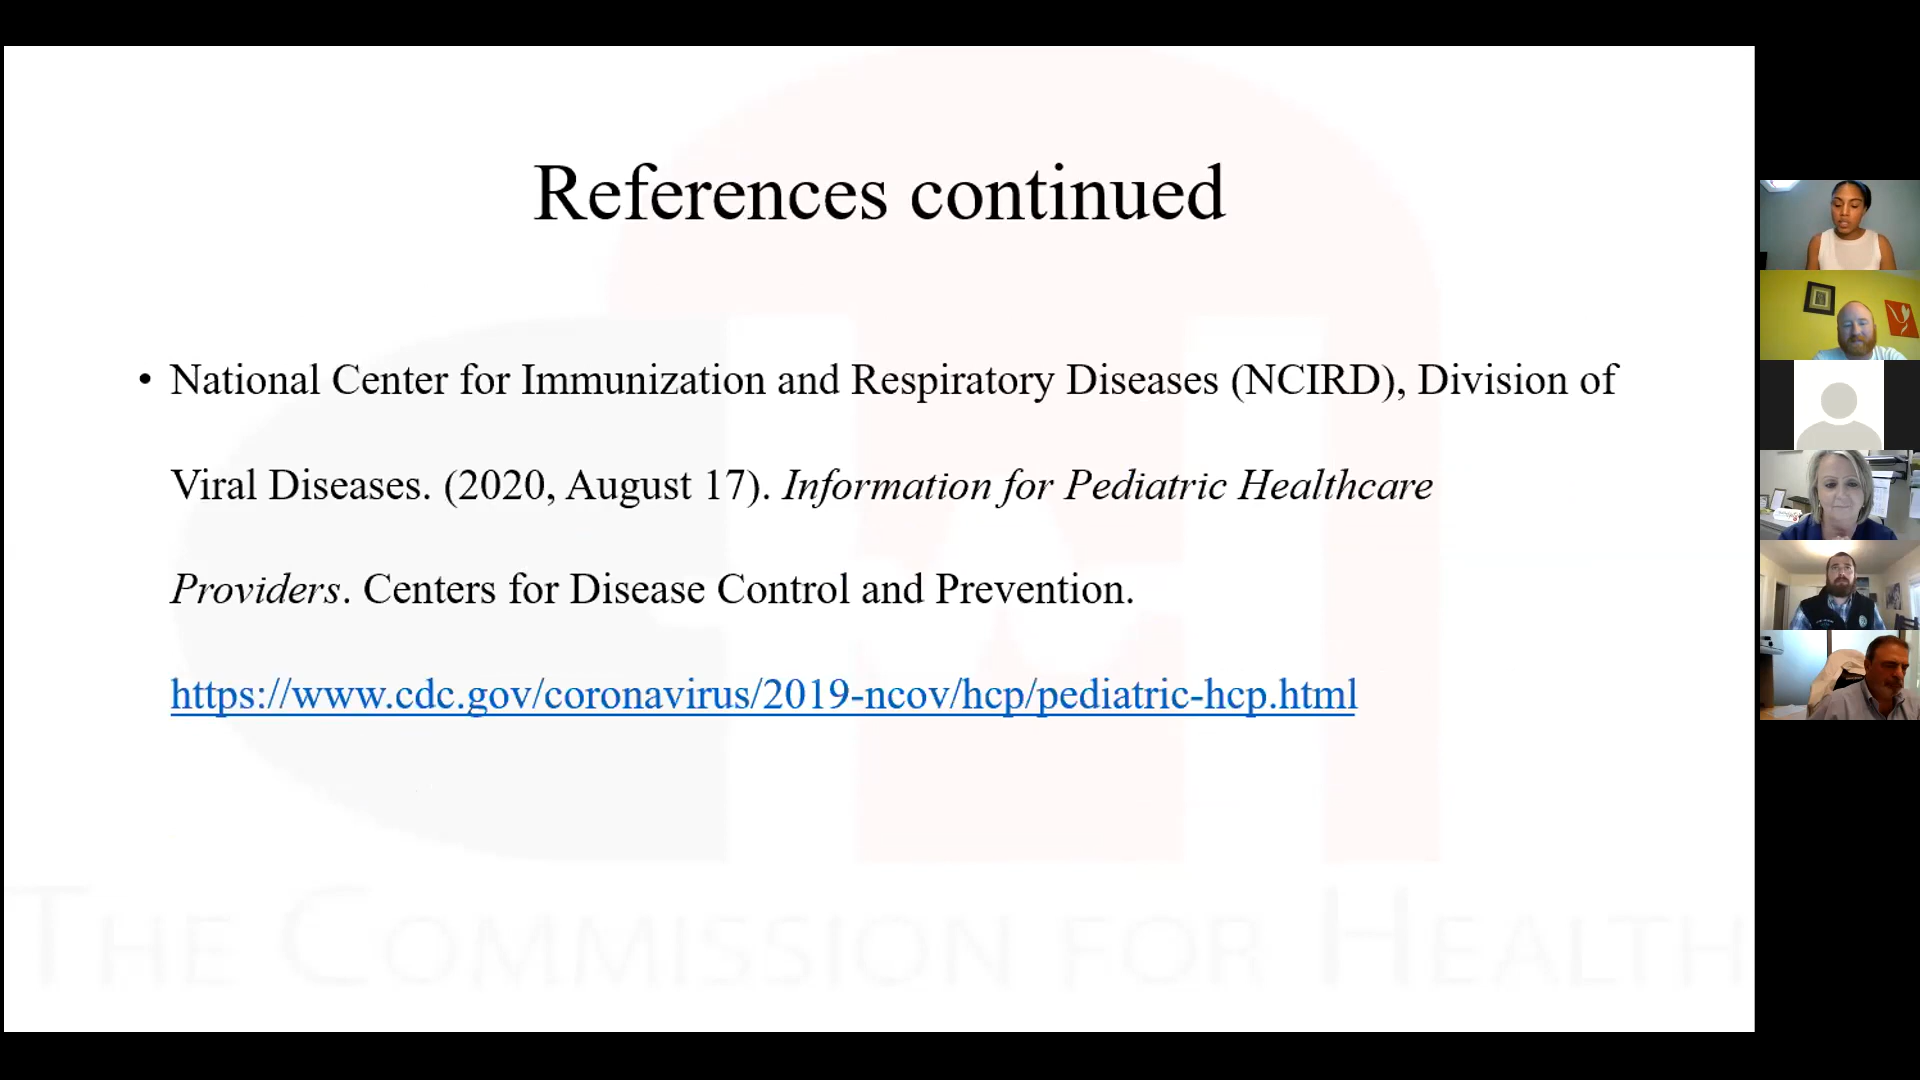 References continued
• National Center for Immunization and Respiratory Diseases (NCIRD), Division of
Viral Diseases. (2020, August 17). Information for Pediatric Healthcare
Providers. Centers for Disease Control and Prevention.
https://www.cdc.gov/coronavirus/2019-ncov/hcp/pediatric-hcp.html
THE COMMISSION FOR HEALTH